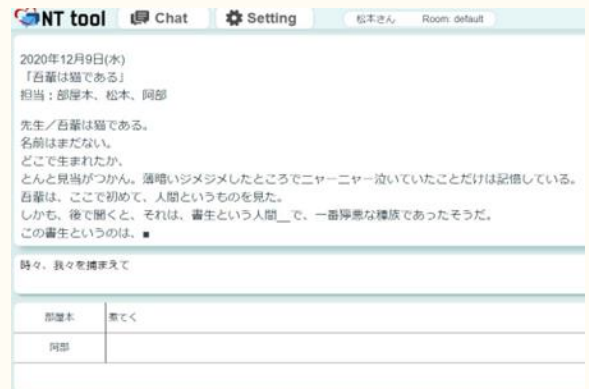 NT tool Chat Setting 松本さん Room: default
2020年12月9日(水)
「吾輩は猫である」
担当：部屋本、松本、阿部
先生／吾輩は猫である。
名前はまだない。
どこで生まれたか、
とんと見当がつかん。薄暗いジメジメしたところでニャーニャー泣いていたことだけは記憶している。
吾輩は、ここで初めて、人間というものを見た。
しかも、後で聞くと、それは、書生という人間__で、一番獰悪な種族であったそうだ。
この書生というのは、■
時々、我々を捕まえて
部屋本 煮てく
阿部